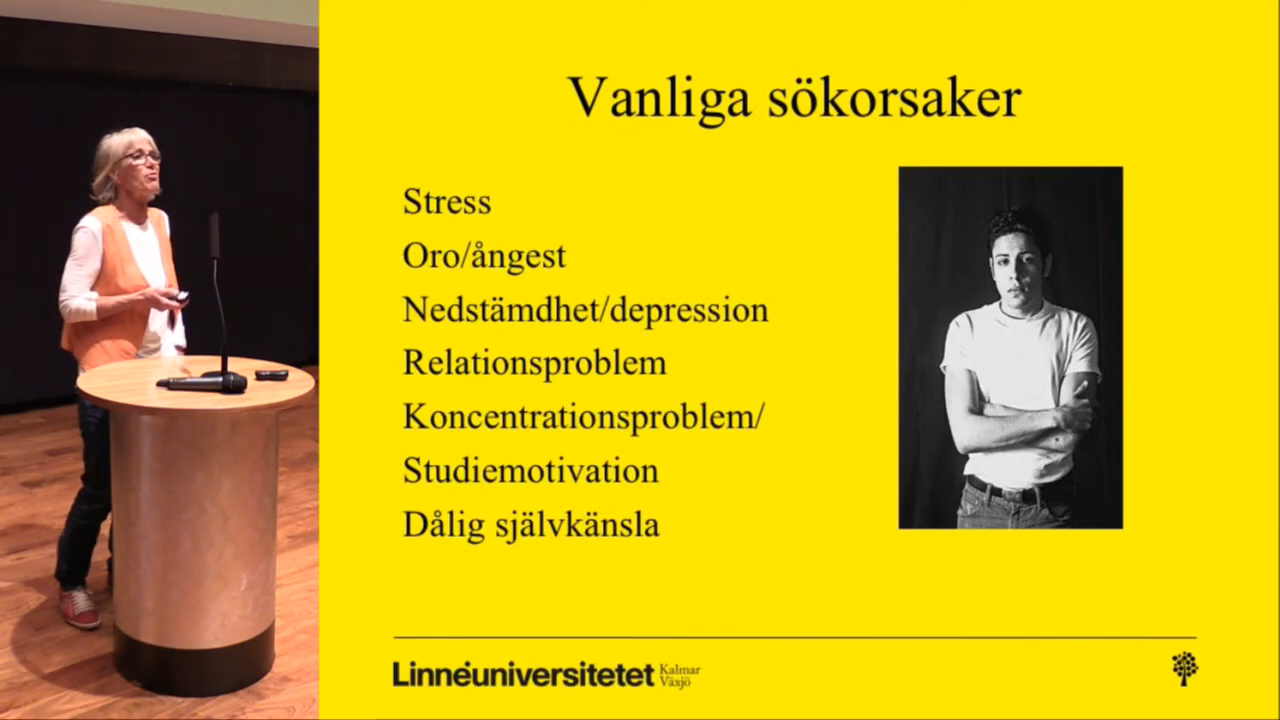 Vanliga sökorsaker
Stress
Oro/ångest
Nedstämdhet/depression
Relationsproblem
Koncentrationsproblem/
Studiemotivation
Dålig självkänsla
Linnéuniversitetet
Kalmar
Växjö